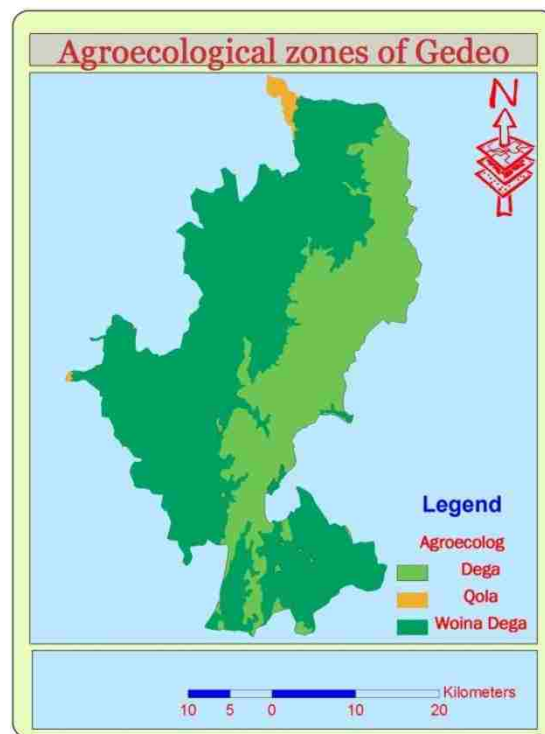 Agroecological zones of Gedeo
N
Legend
Agroecolog
Dega
Qola
Woina Dega
Kilometers
10 5 0 10 20